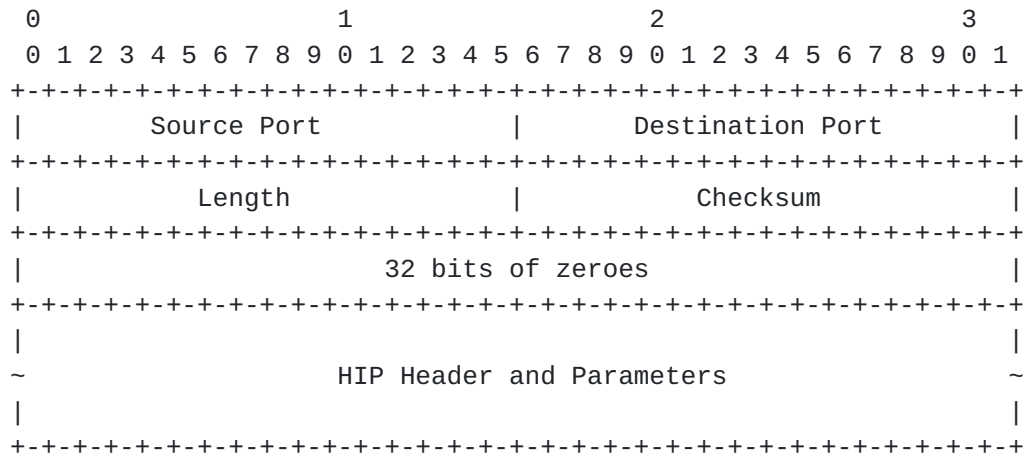 0                   1                   2                   3
 0 1 2 3 4 5 6 7 8 9 0 1 2 3 4 5 6 7 8 9 0 1 2 3 4 5 6 7 8 9 0 1
+-+-+-+-+-+-+-+-+-+-+-+-+-+-+-+-+-+-+-+-+-+-+-+-+-+-+-+-+-+-+-+-+
|        Source Port            |       Destination Port        |
+-+-+-+-+-+-+-+-+-+-+-+-+-+-+-+-+-+-+-+-+-+-+-+-+-+-+-+-+-+-+-+-+
|           Length              |           Checksum            |
+-+-+-+-+-+-+-+-+-+-+-+-+-+-+-+-+-+-+-+-+-+-+-+-+-+-+-+-+-+-+-+-+
|                       32 bits of zeroes                       |
+-+-+-+-+-+-+-+-+-+-+-+-+-+-+-+-+-+-+-+-+-+-+-+-+-+-+-+-+-+-+-+-+
|                                                               |
~                    HIP Header and Parameters                  ~
|                                                               |
+-+-+-+-+-+-+-+-+-+-+-+-+-+-+-+-+-+-+-+-+-+-+-+-+-+-+-+-+-+-+-+-+